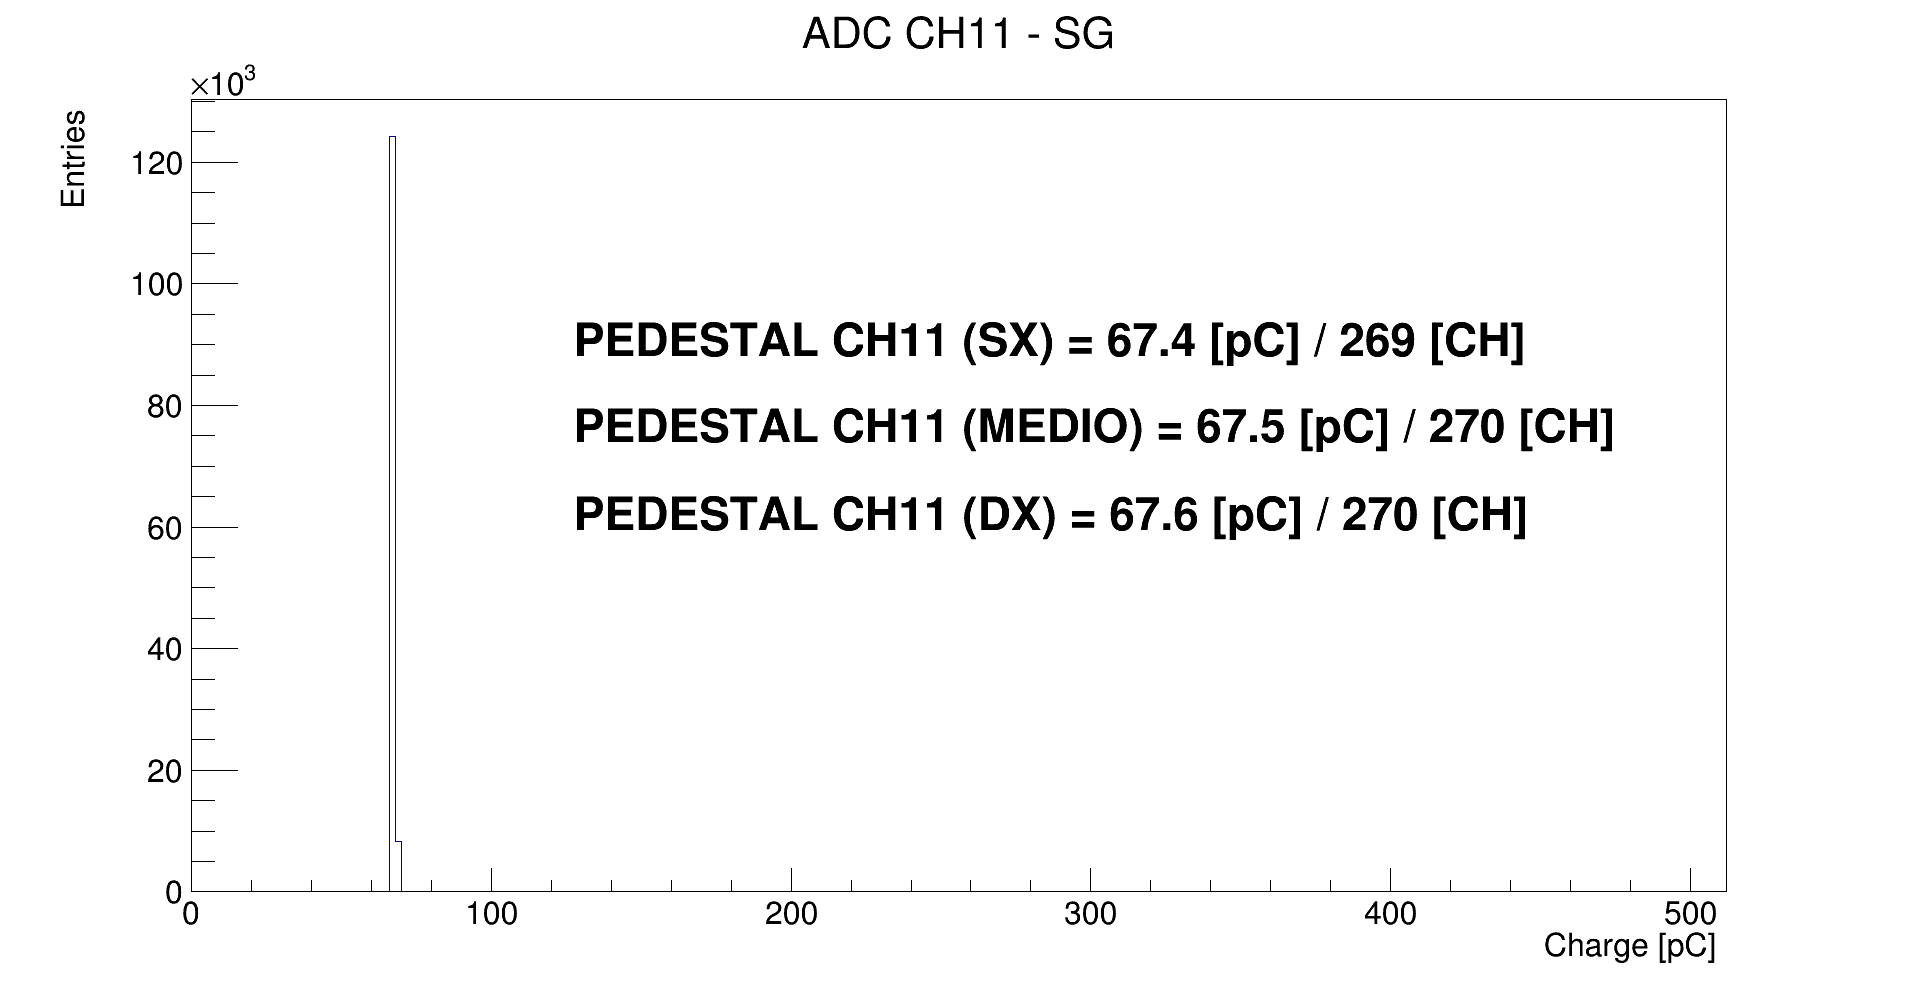 ADC CH11 - SG
×10³
Entries
120
100
80
60
40
20
0
PEDESTAL CH11 (SX) = 67.4 [pC] / 269 [CH]
PEDESTAL CH11 (MEDIO) = 67.5 [pC] / 270 [CH]
PEDESTAL CH11 (DX) = 67.6 [pC] / 270 [CH]
0 100 200 300 400 500
Charge [pC]